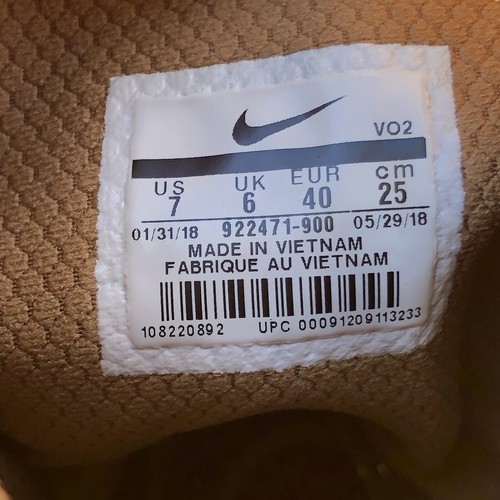 VO2
US UK EUR cm
7 6 40 25
01/31/18 922471-900 05/29/18
MADE IN VIETNAM
FABRIQUE AU VIETNAM
108220892 UPC 00091209113233